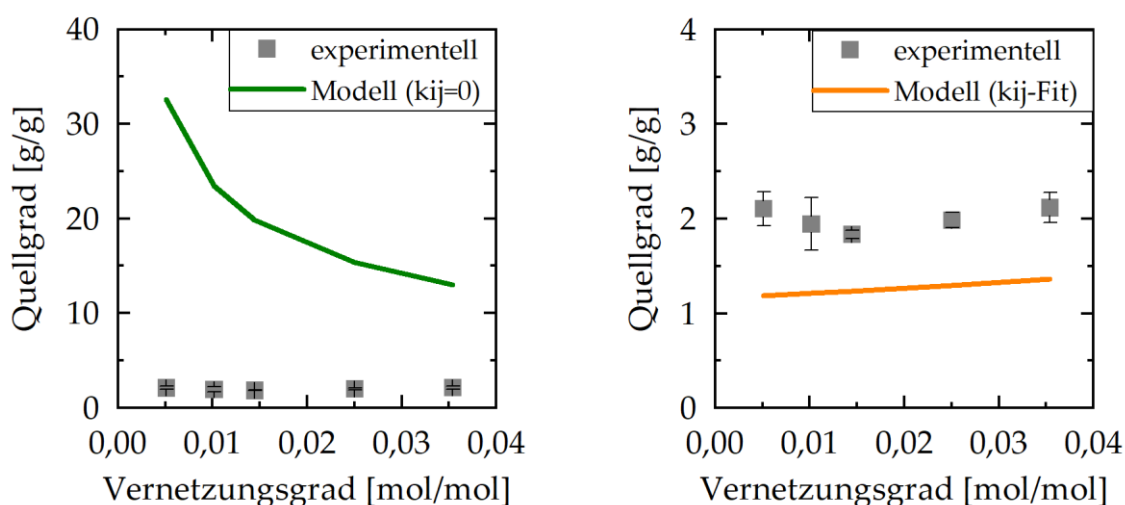 40
30
20
10
0
Quellgrad [g/g]
experimentell
Modell (kij=0)
0,00 0,01 0,02 0,03 0,04
Vernetzungsgrad [mol/mol]
4
3
2
1
0
Quellgrad [g/g]
experimentell
Modell (kij-Fit)
0,00 0,01 0,02 0,03 0,04
Vernetzungsgrad [mol/mol]